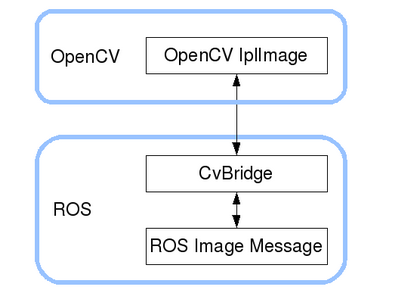 OpenCV
OpenCV IplImage
CvBridge
ROS
ROS Image Message